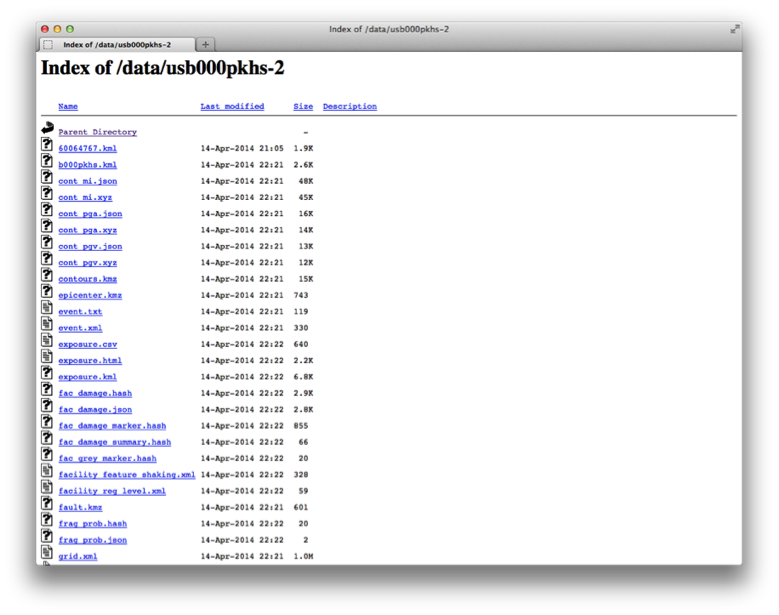 Index of /data/usb000pkhs-2
Index of /data/usb000pkhs-2 +
Index of /data/usb000pkhs-2
Name Last modified Size Description
Parent Directory -
60064767.kml 14-Apr-2014 21:05 1.9K
b000pkhs.kml 14-Apr-2014 22:21 2.6K
cont_mi.json 14-Apr-2014 22:21 48K
cont_mi.xyz 14-Apr-2014 22:21 45K
cont_pga.json 14-Apr-2014 22:21 16K
cont_pga.xyz 14-Apr-2014 22:21 14K
cont_pgv.json 14-Apr-2014 22:21 13K
cont_pgv.xyz 14-Apr-2014 22:21 12K
contours.kmz 14-Apr-2014 22:21 15K
epicenter.kmz 14-Apr-2014 22:21 743
event.txt 14-Apr-2014 22:21 119
event.xml 14-Apr-2014 22:21 330
exposure.csv 14-Apr-2014 22:22 640
exposure.html 14-Apr-2014 22:22 2.2K
exposure.kml 14-Apr-2014 22:22 6.8K
fac_damage.hash 14-Apr-2014 22:22 2.9K
fac_damage.json 14-Apr-2014 22:22 2.8K
fac_damage_marker.hash 14-Apr-2014 22:22 855
fac_damage_summary.hash 14-Apr-2014 22:22 66
fac_grey_marker.hash 14-Apr-2014 22:22 20
facility_feature_shaking.xml 14-Apr-2014 22:22 328
facility_reg_level.xml 14-Apr-2014 22:22 59
fault.kmz 14-Apr-2014 22:21 601
frag_prob.hash 14-Apr-2014 22:22 20
frag_prob.json 14-Apr-2014 22:22 2
grid.xml 14-Apr-2014 22:21 1.0M